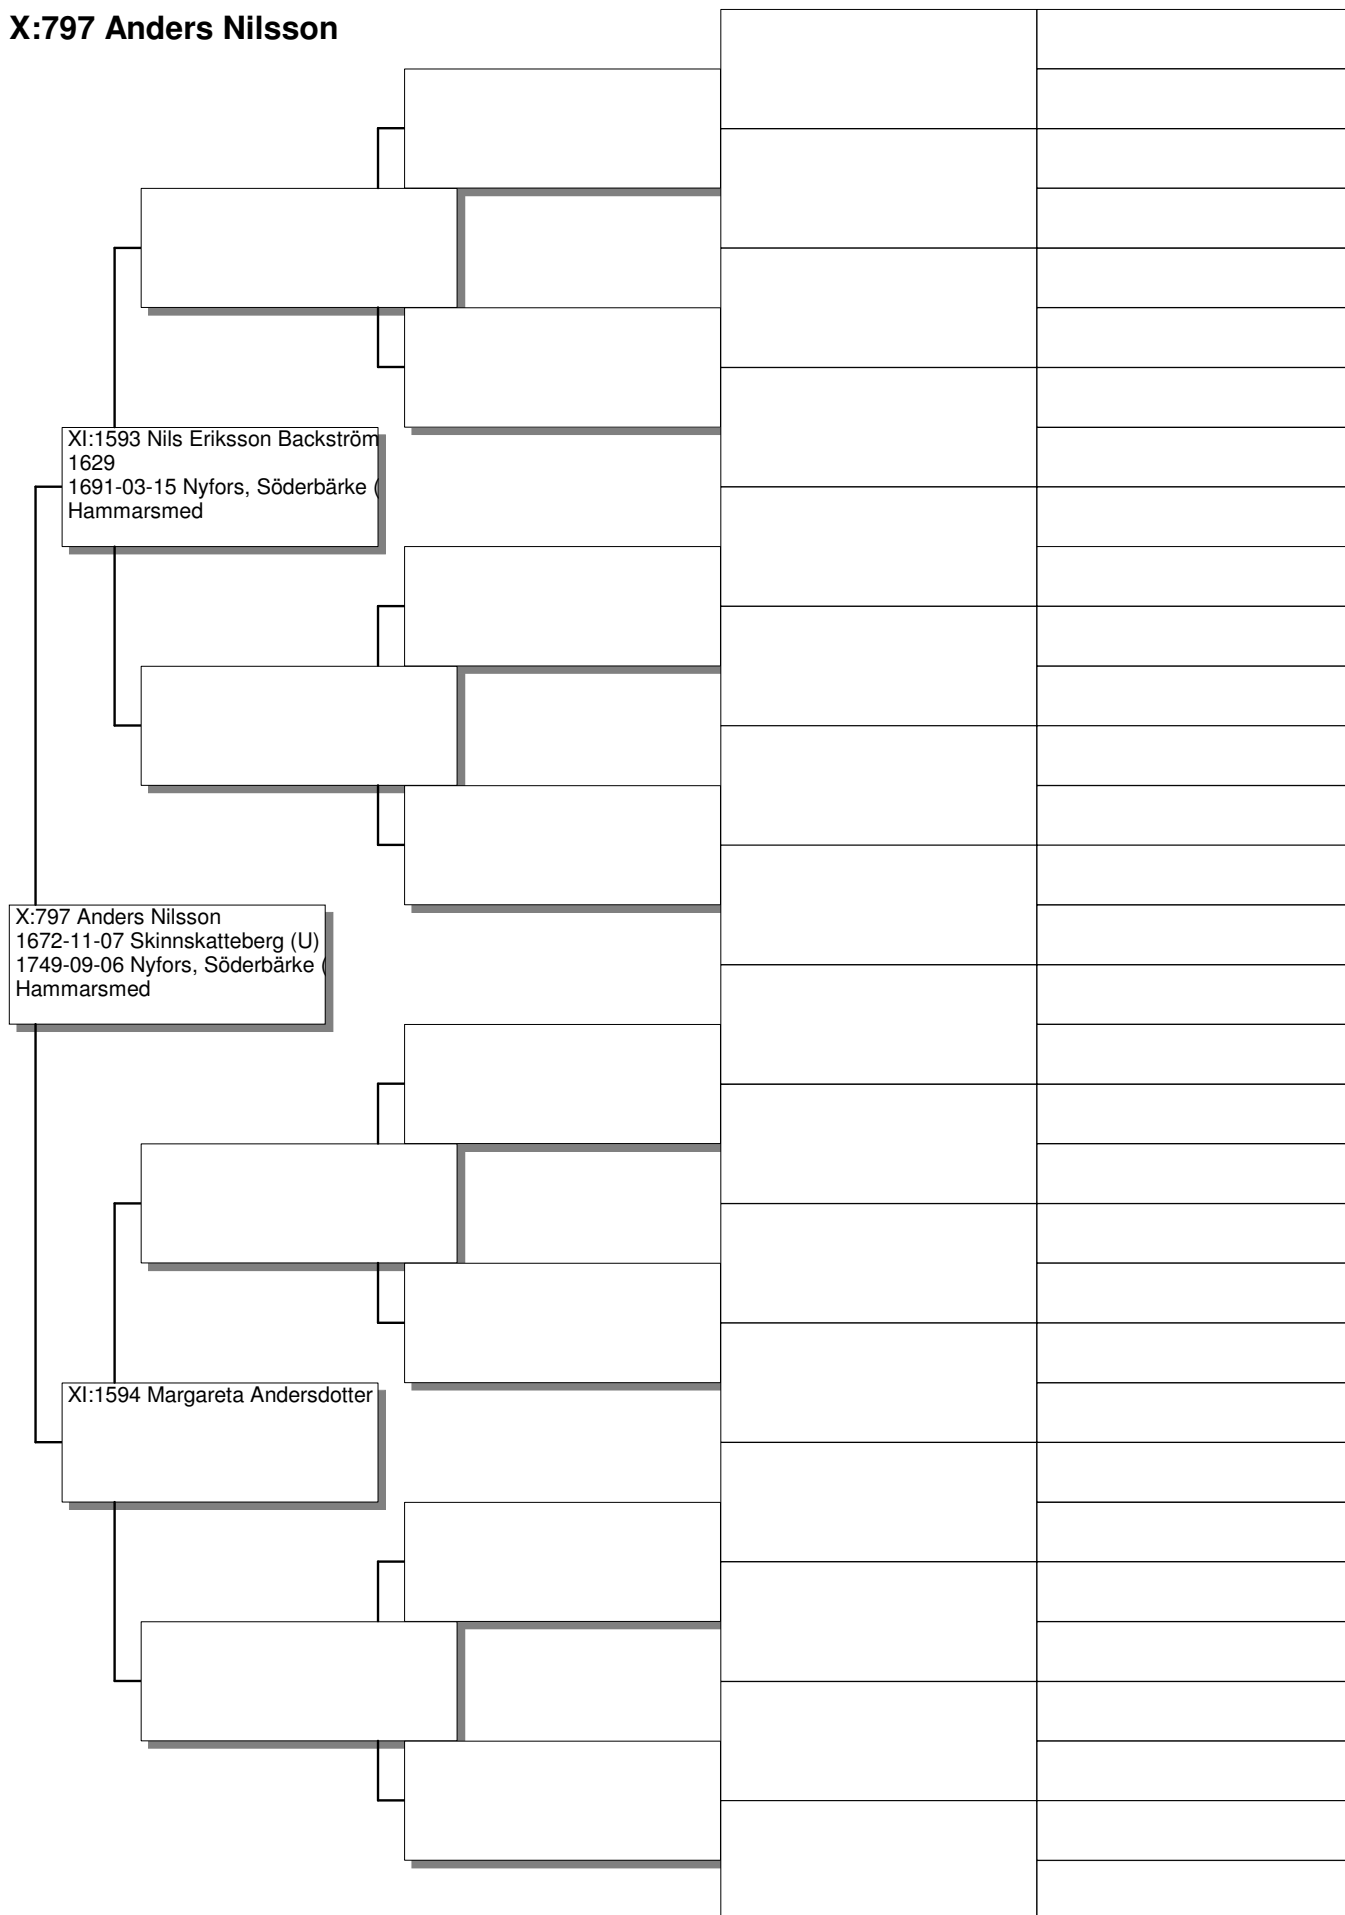 X:797 Anders Nilsson
XI:1593 Nils Eriksson Backström
1629
1691-03-15 Nyfors, Söderbärke (
Hammarsmed
X:797 Anders Nilsson
1672-11-07 Skinnskatteberg (U)
1749-09-06 Nyfors, Söderbärke (
Hammarsmed
XI:1594 Margareta Andersdotter